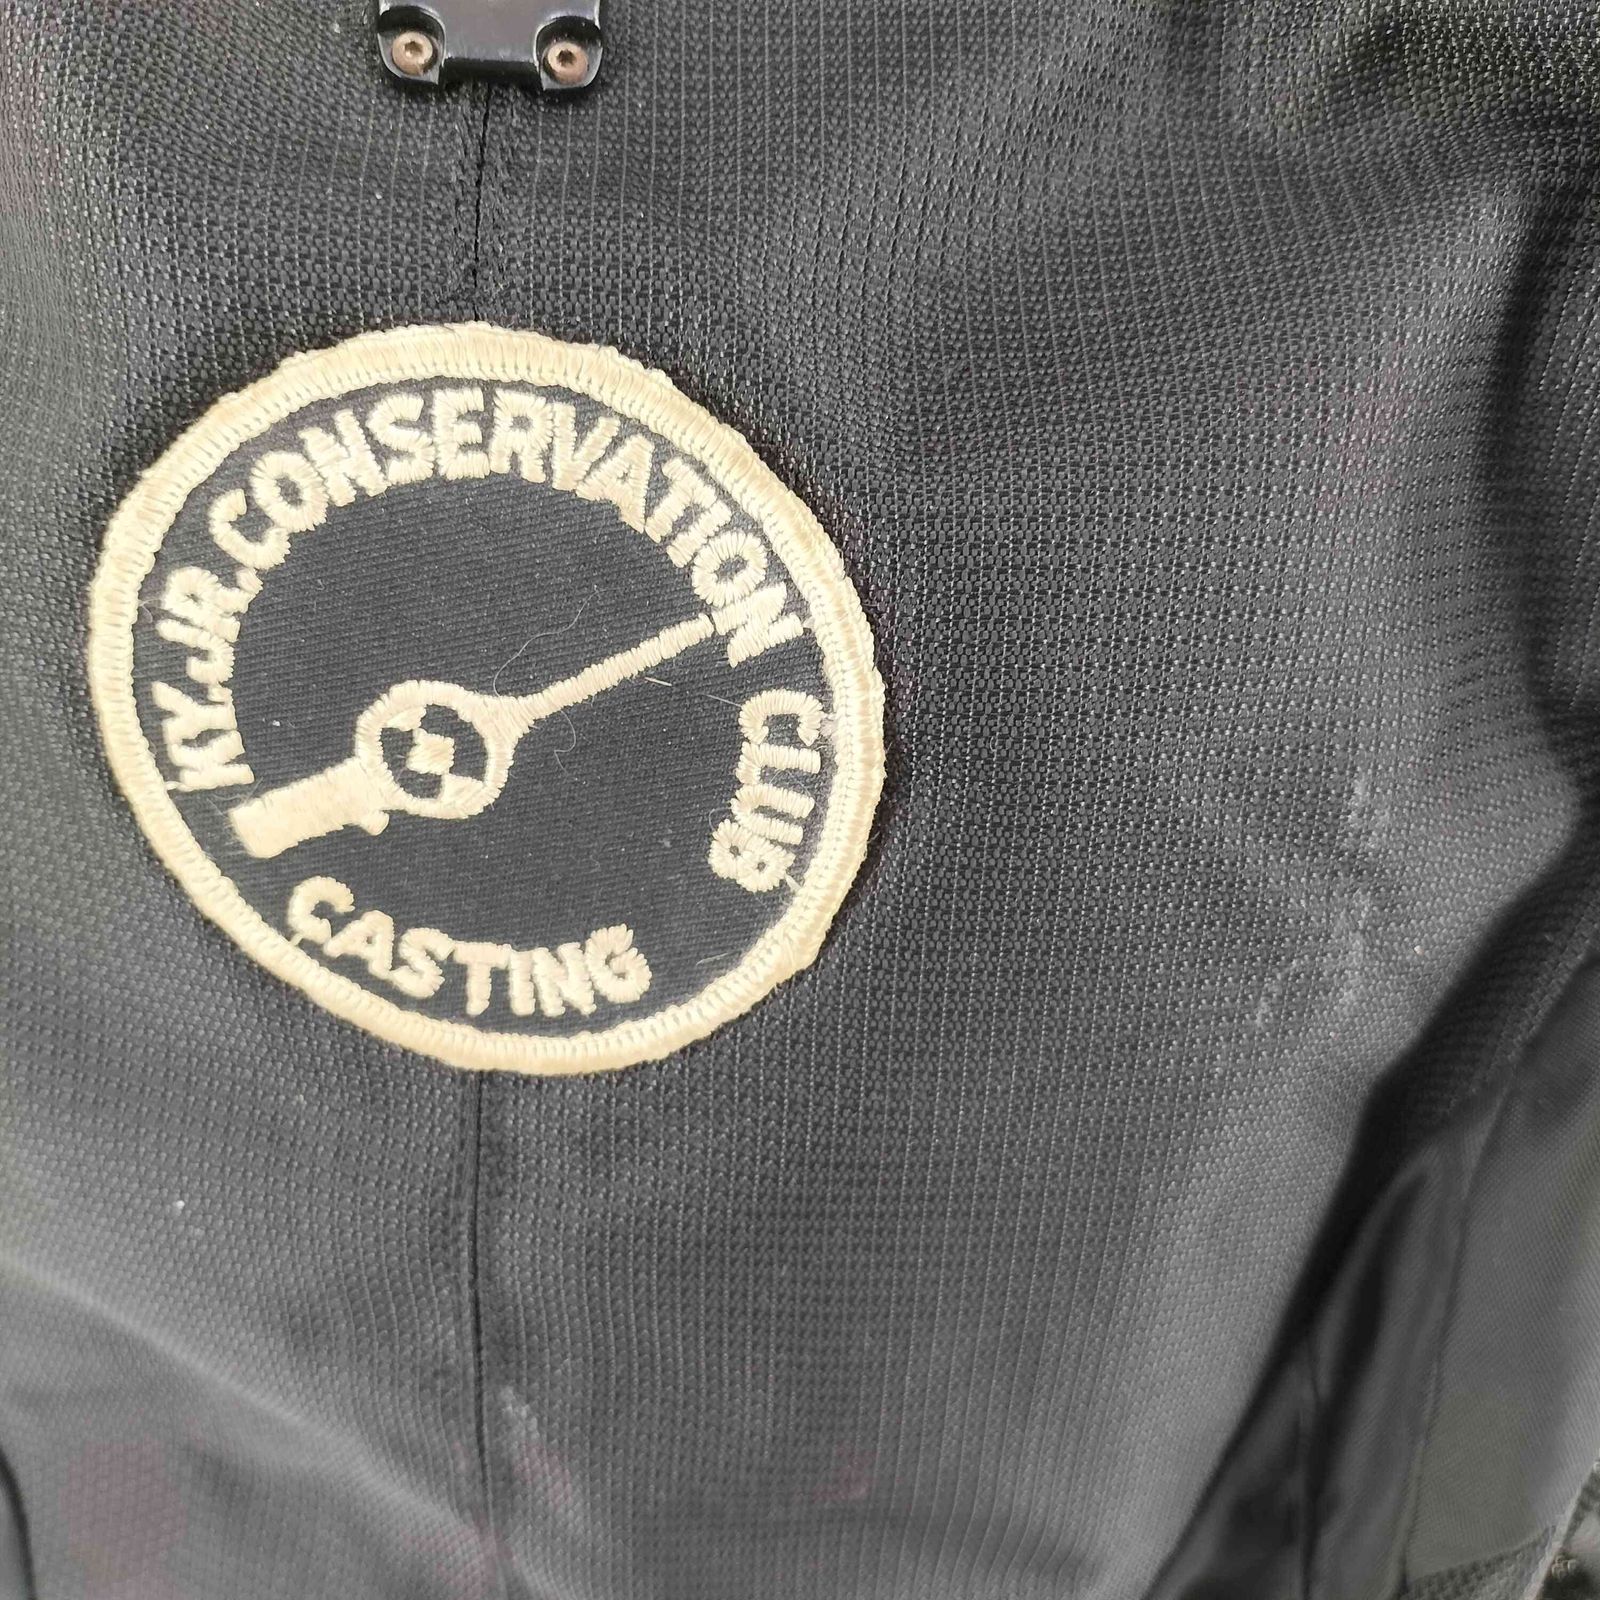 KY. JR. CONSERVATION CLUB
CASTING